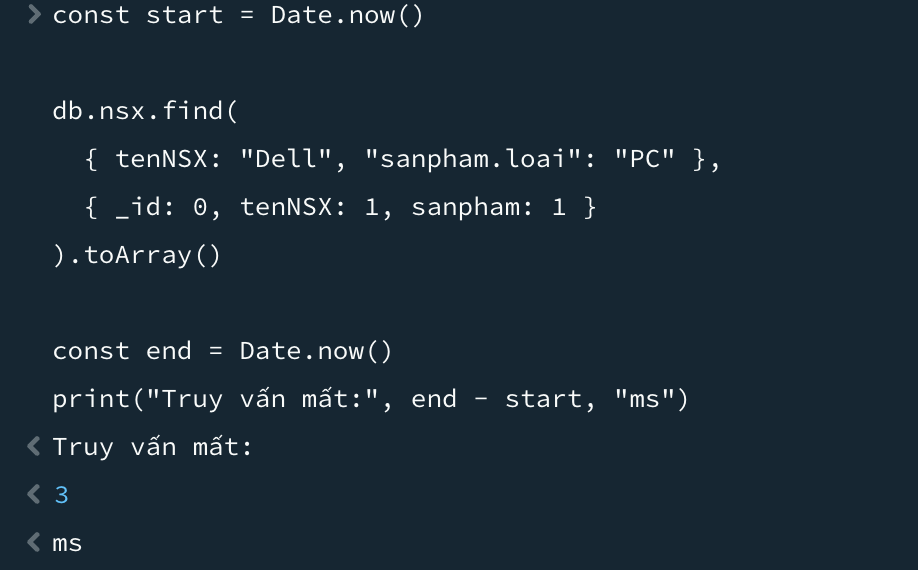 const start = Date.now()
db.nsx.find(
{ tenNSX: "Dell", "sanpham.loai": "PC" },
{ _id: 0, tenNSX: 1, sanpham: 1 }
).toArray()
const end = Date.now()
print("Truy vấn mất:", end - start, "ms")
Truy vấn mất:
3
ms